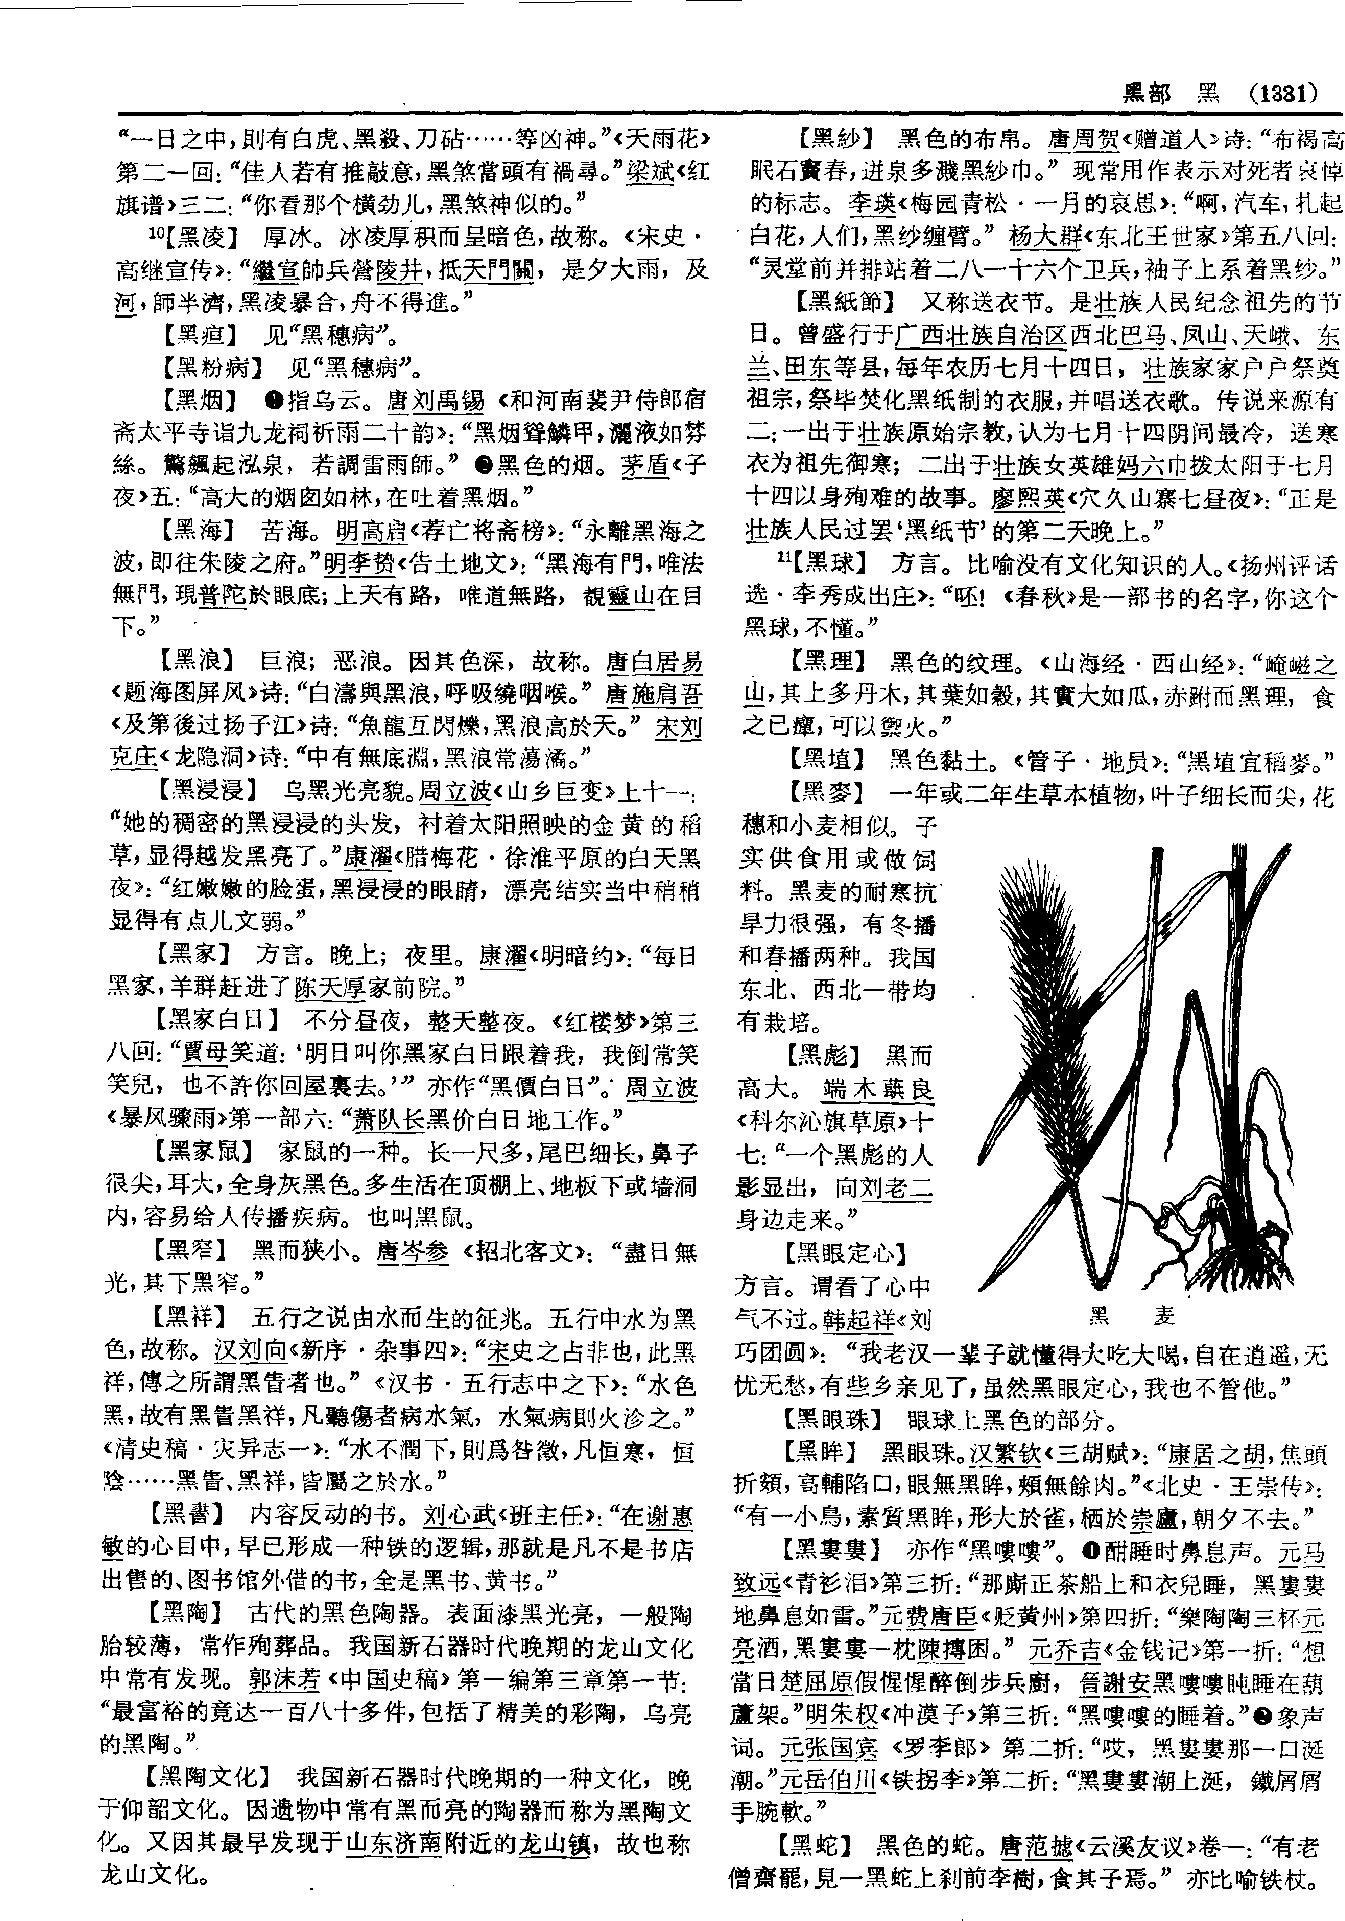 黑部 黑 (1381)
“一日之中,則有白虎、黑殺、刀砧……等凶神。”《天雨花》
第二一回:“佳人若有推敲意,黑煞當頭有禍尋。”梁斌《红
旗谱》三二:“你看那个横劲儿,黑煞神似的。”
10【黑凌】 厚冰。冰凌厚积而呈暗色,故称。《宋史·
高继宣传》:“繼宣帥兵營陵井,抵天門關, 是夕大雨, 及
河,師半濟,黑凌暴合,舟不得進。”
【黑疸】 见“黑穗病”。
【黑粉病】 见“黑穗病”。
【黑烟】 ❶指乌云。唐刘禹锡《和河南裴尹侍郎宿
斋太平寺诣九龙祠祈雨二十韵》:“黑烟聳鱗甲,灑液如棼
絲。驚飆起泓泉, 若調雷雨師。” ❷黑色的烟。茅盾《子
夜》五:“高大的烟囱如林,在吐着黑烟。”
【黑海】 苦海。明高启《荐亡将斋榜》:“永離黑海之
波,即往朱陵之府。”明李贽《告土地文》:“黑海有門,唯法
無門,現普陀於眼底;上天有路, 唯道無路, 覩靈山在目
下。”
【黑浪】 巨浪; 恶浪。因其色深, 故称。唐白居易
《题海图屏风》诗:“白濤與黑浪,呼吸繞咽喉。” 唐施肩吾
《及第後过扬子江》诗:“魚龍互閃爍,黑浪高於天。” 宋刘
克庄《龙隐洞》诗:“中有無底淵,黑浪常蕩潏。”
【黑浸浸】 乌黑光亮貌。周立波《山乡巨变》上十一:
“她的稠密的黑浸浸的头发, 衬着太阳照映的金黄的稻
草,显得越发黑亮了。”康濯《腊梅花·徐淮平原的白天黑
夜》:“红嫩嫩的脸蛋,黑浸浸的眼睛, 漂亮结实当中稍稍
显得有点儿文弱。”
【黑家】 方言。晚上; 夜里。康濯《明暗约》:“每日
黑家,羊群赶进了陈天厚家前院。”
【黑家白日】 不分昼夜, 整天整夜。《红楼梦》第三
八回:“賈母笑道:‘明日叫你黑家白日跟着我, 我倒常笑
笑兒, 也不許你回屋裏去。’” 亦作“黑價白日”。周立波
《暴风骤雨》第一部六:“萧队长黑价白日地工作。”
【黑家鼠】 家鼠的一种。长一尺多,尾巴细长,鼻子
很尖,耳大,全身灰黑色。多生活在顶棚上、地板下或墙洞
内,容易给人传播疾病。也叫黑鼠。
【黑窄】 黑而狭小。唐岑参《招北客文》: “盡日無
光,其下黑窄。”
【黑祥】 五行之说由水而生的征兆。五行中水为黑
色,故称。汉刘向《新序·杂事四》:“宋史之占非也,此黑
祥,傳之所謂黑眚者也。”《汉书·五行志中之下》:“水色
黑,故有黑眚黑祥,凡聽傷者病水氣, 水氣病則火沴之。”
《清史稿·灾异志一》:“水不潤下,則爲咎徵,凡恒寒, 恒
陰……黑眚、黑祥,皆屬之於水。”
【黑書】 内容反动的书。刘心武《班主任》:“在谢惠
敏的心目中,早已形成一种铁的逻辑,那就是凡不是书店
出售的、图书馆外借的书,全是黑书、黄书。”
【黑陶】 古代的黑色陶器。表面漆黑光亮, 一般陶
胎较薄, 常作殉葬品。我国新石器时代晚期的龙山文化
中常有发现。郭沫若《中国史稿》第一编第三章第一节:
“最富裕的竟达一百八十多件,包括了精美的彩陶, 乌亮
的黑陶。”
【黑陶文化】 我国新石器时代晚期的一种文化, 晚
于仰韶文化。因遗物中常有黑而亮的陶器而称为黑陶文
化。又因其最早发现于山东济南附近的龙山镇, 故也称
龙山文化。
【黑紗】 黑色的布帛。唐周贺《赠道人》诗:“布褐高
眠石竇春,迸泉多濺黑紗巾。” 现常用作表示对死者哀悼
的标志。李瑛《梅园青松·一月的哀思》:“啊,汽车,扎起
白花,人们,黑纱缠臂。” 杨大群《东北王世家》第五八回:
“灵堂前并排站着二八一十六个卫兵,袖子上系着黑纱。”
【黑紙節】 又称送衣节。是壮族人民纪念祖先的节
日。曾盛行于广西壮族自治区西北巴马、凤山、天峨、东
兰、田东等县,每年农历七月十四日, 壮族家家户户祭奠
祖宗,祭毕焚化黑纸制的衣服,并唱送衣歌。传说来源有
二:一出于壮族原始宗教,认为七月十四阴间最冷, 送寒
衣为祖先御寒; 二出于壮族女英雄妈六巾拨太阳于七月
十四以身殉难的故事。廖熙英《穴久山寨七昼夜》:“正是
壮族人民过罢‘黑纸节’的第二天晚上。”
11【黑球】 方言。比喻没有文化知识的人。《扬州评话
选·李秀成出庄》:“呸! 《春秋》是一部书的名字,你这个
黑球,不懂。”
【黑理】 黑色的纹理。《山海经·西山经》:“崦嵫之
山,其上多丹木,其葉如穀,其實大如瓜,赤跗而黑理, 食
之已癉,可以禦火。”
【黑埴】 黑色黏土。《管子·地员》:“黑埴宜稻麥。”
【黑麥】 一年或二年生草本植物,叶子细长而尖,花
穗和小麦相似。子
实供食用或做饲
料。黑麦的耐寒抗
旱力很强, 有冬播
和春播两种。我国
东北、西北一带均
有栽培。
【黑彪】 黑而
高大。端木蕻良
《科尔沁旗草原》十
七:“一个黑彪的人
影显出, 向刘老二
身边走来。”
【黑眼定心】
方言。谓看了心中
气不过。韩起祥《刘
巧团圆》: “我老汉一辈子就懂得大吃大喝,自在逍遥,无
忧无愁,有些乡亲见了,虽然黑眼定心,我也不管他。”
黑 麦
【黑眼珠】 眼球上黑色的部分。
【黑眸】 黑眼珠。汉繁钦《三胡赋》:“康居之胡,焦頭
折頞,高輔陷口,眼無黑眸,頰無餘肉。”《北史·王崇传》:
“有一小鳥,素質黑眸,形大於雀,栖於崇廬,朝夕不去。”
【黑婁婁】 亦作“黑嘍嘍”。❶酣睡时鼻息声。元马
致远《青衫泪》第三折:“那廝正茶船上和衣兒睡, 黑婁婁
地鼻息如雷。”元费唐臣《贬黄州》第四折:“樂陶陶三杯元
亮酒,黑婁婁一枕陳摶困。” 元乔吉《金钱记》第一折:“想
當日楚屈原假惺惺醉倒步兵廚, 晉謝安黑嘍嘍盹睡在葫
蘆架。”明朱权《冲漠子》第三折:“黑嘍嘍的睡着。”❷象声
词。元张国宾《罗李郎》第二折:“哎, 黑婁婁那一口涎
潮。”元岳伯川《铁拐李》第二折:“黑婁婁潮上涎, 鐵屑屑
手腕軟。”
【黑蛇】 黑色的蛇。唐范摅《云溪友议》卷一:“有老
僧齋罷,見一黑蛇上刹前李樹,食其子焉。” 亦比喻铁杖。